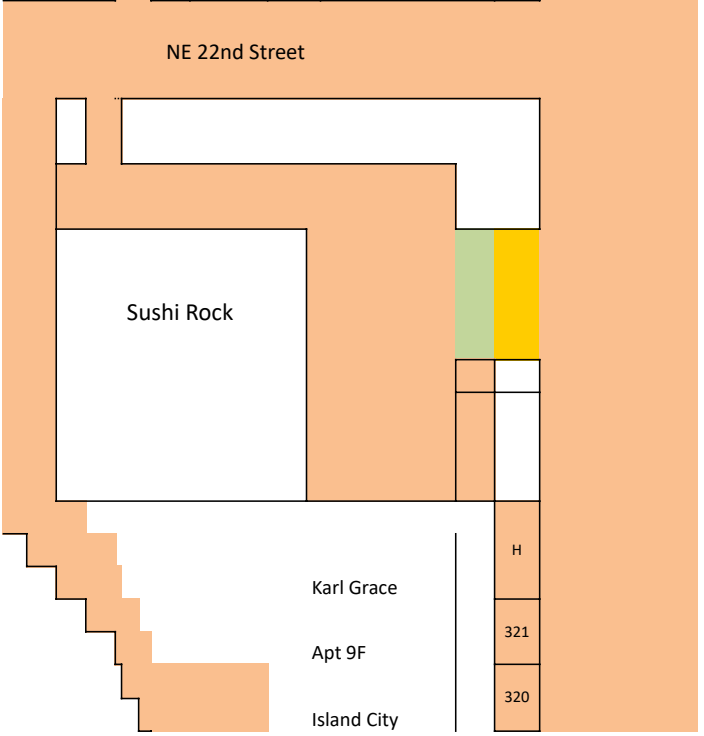 NE 22nd Street
Sushi Rock
H
Karl Grace
321
Apt 9F
320
Island City